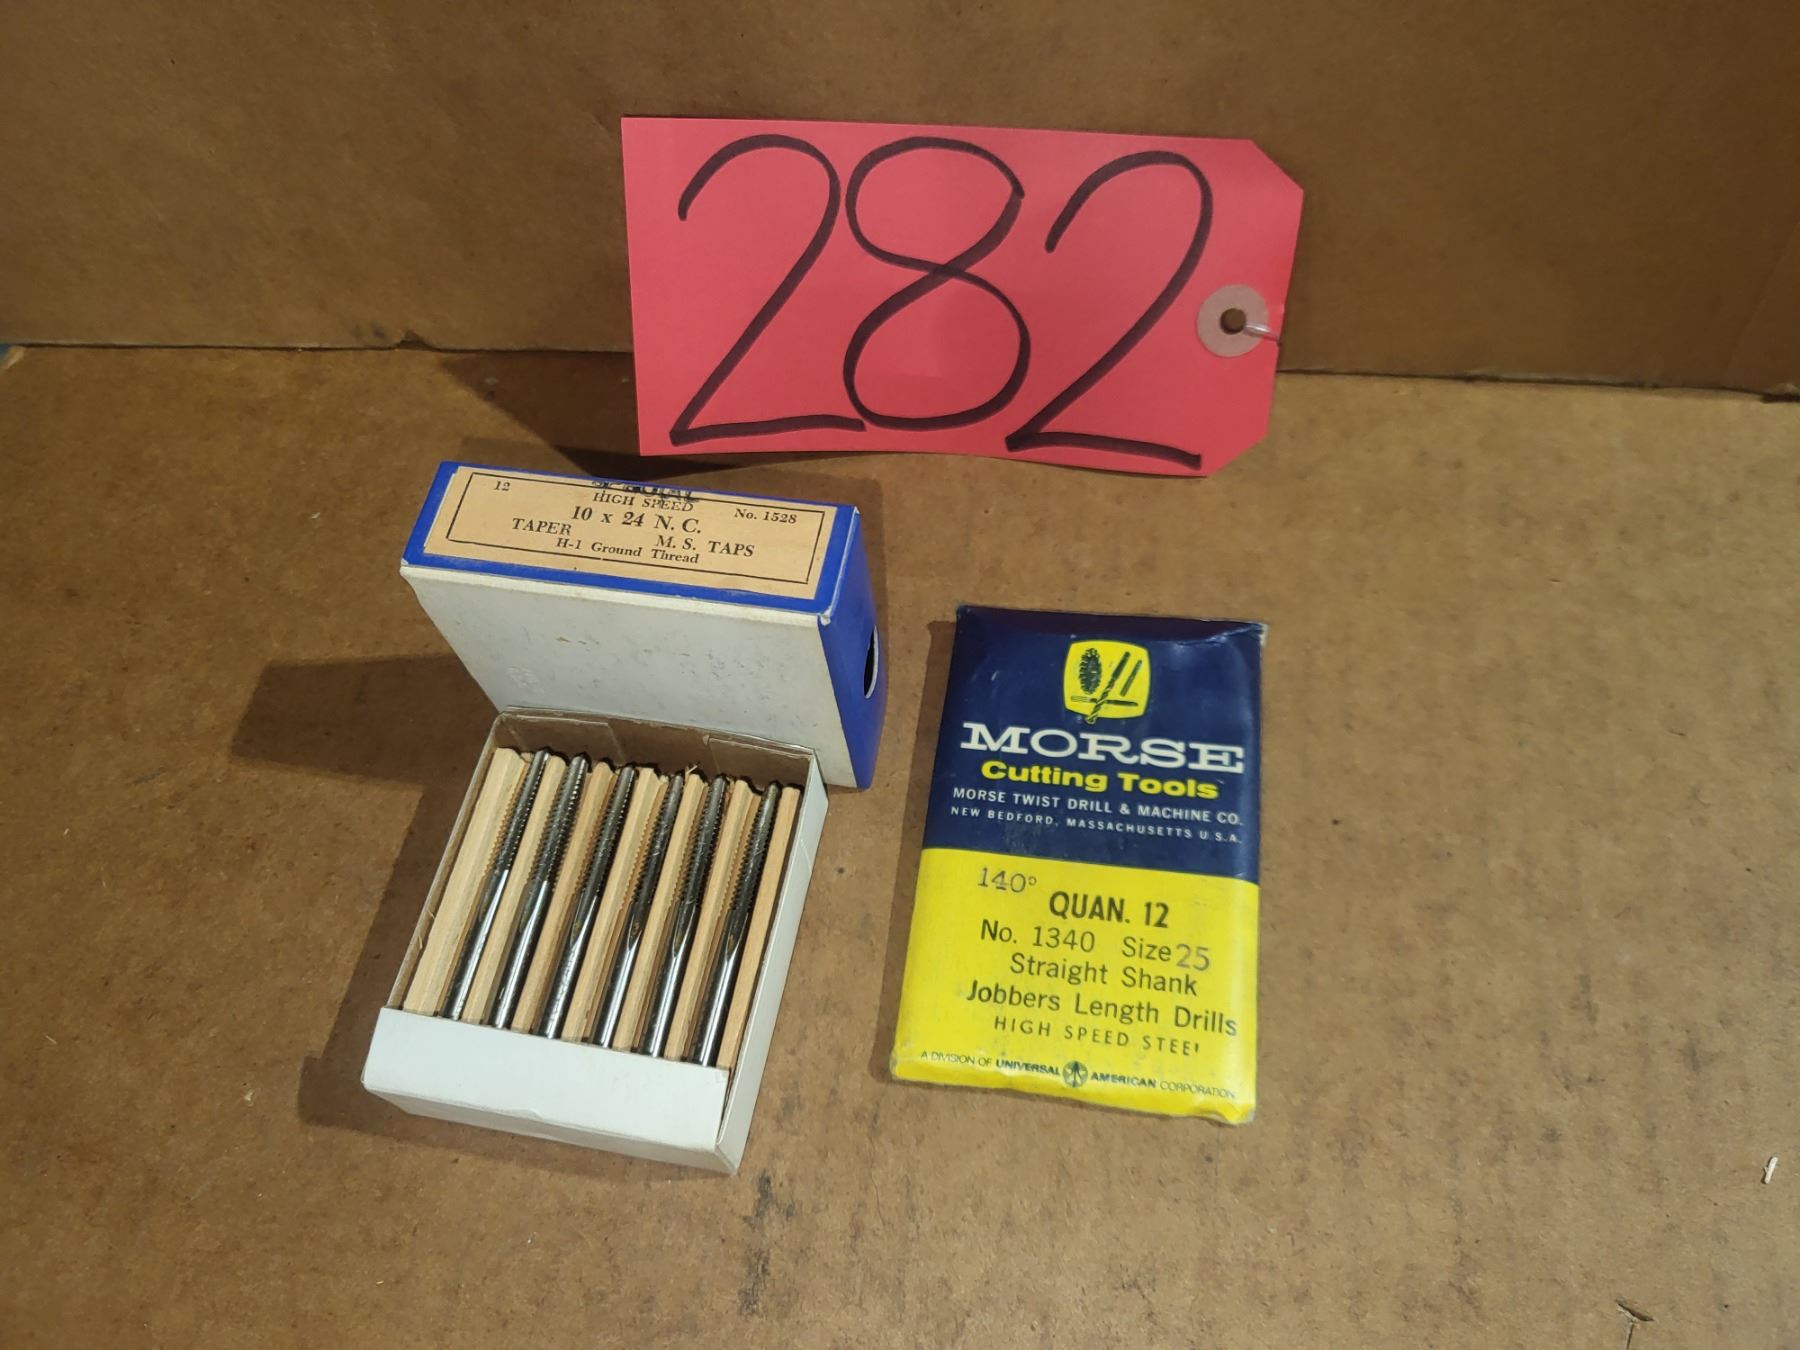 282
12
SPECIAL
HIGH SPEED
No. 1528
10 x 24 N. C.
TAPER M. S. TAPS
H-1 Ground Thread
MORSE
Cutting Tools
MORSE TWIST DRILL & MACHINE CO.
NEW BEDFORD, MASSACHUSETTS U.S.A.
140°
QUAN. 12
No. 1340 Size 25
Straight Shank
Jobbers Length Drills
HIGH SPEED STEEL
A DIVISION OF UNIVERSAL AMERICAN CORPORATION